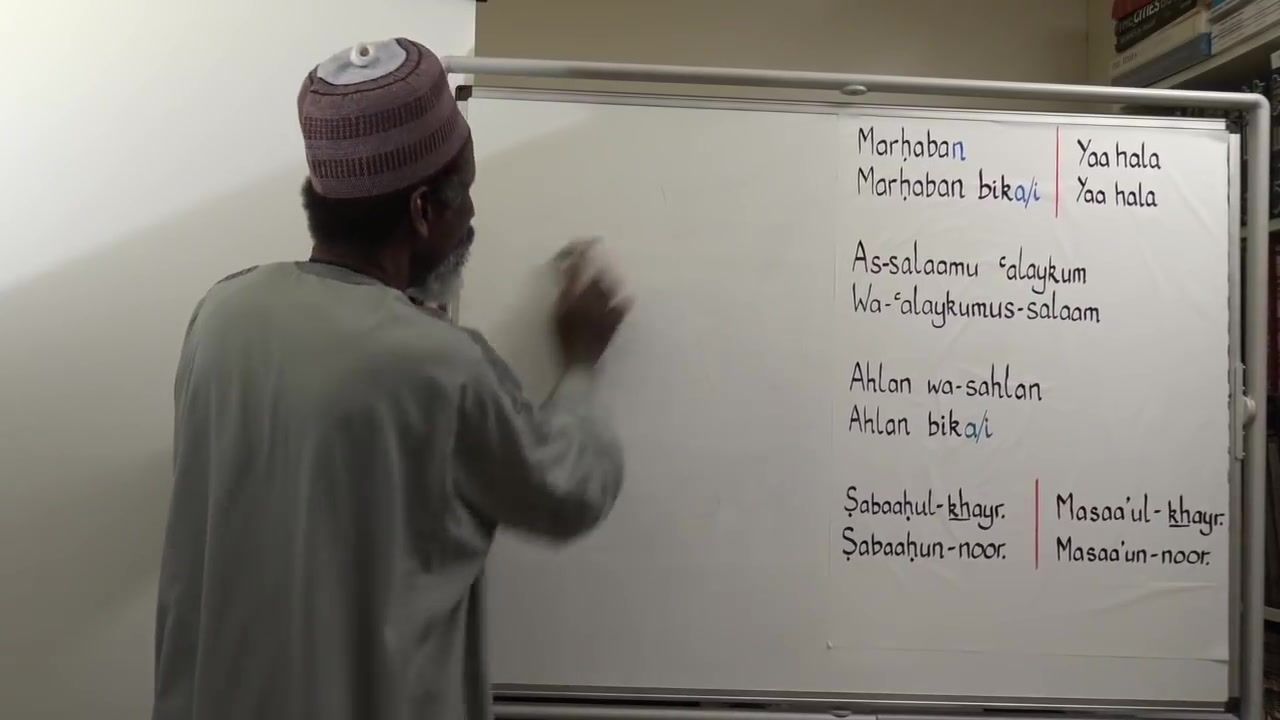 CITIES
Marḥaban
Marḥaban bika/i
Yaa hala
Yaa hala
As-salaamu ʿalaykum
Wa-ʿalaykumus-salaam
Ahlan wa-sahlan
Ahlan bika/i
Ṣabaaḥul-khayr.
Ṣabaaḥun-noor.
Masaa'ul-khayr.
Masaa'un-noor.